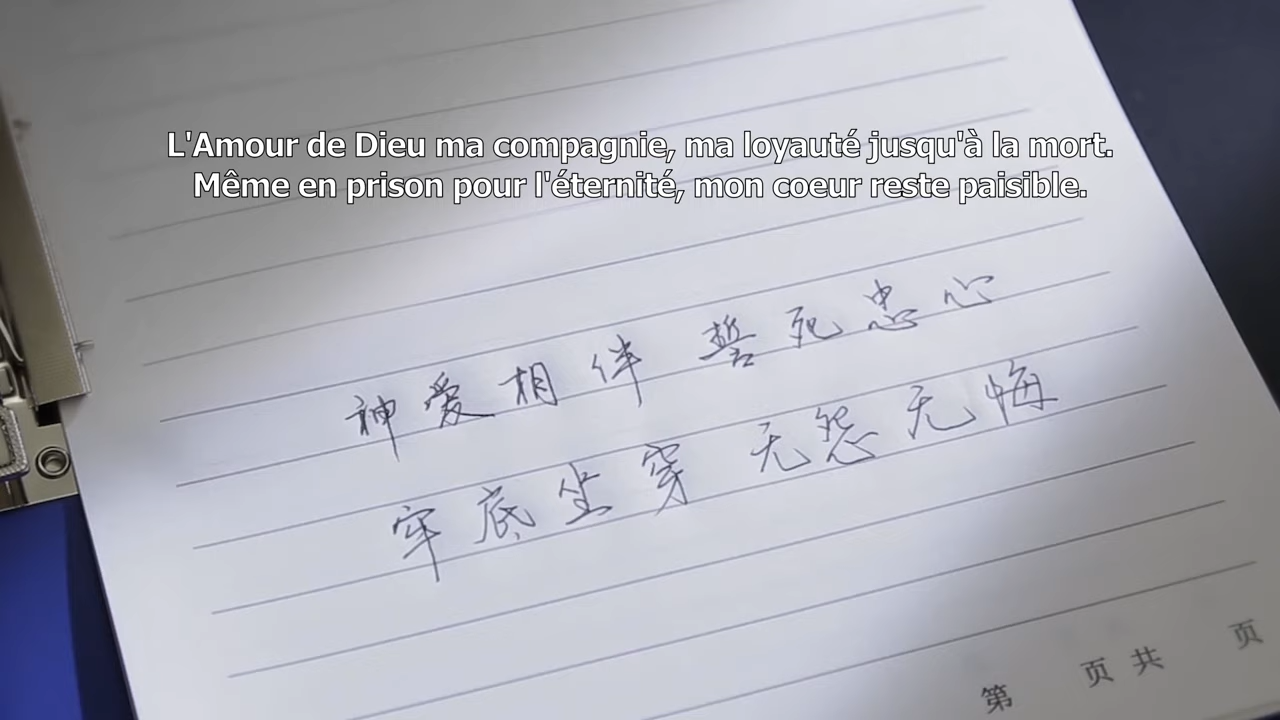 L'Amour de Dieu ma compagnie, ma loyauté jusqu'à la mort.
Même en prison pour l'éternité, mon coeur reste paisible.
神爱相伴 誓死忠心
牢底坐穿 无怨无悔
第 页 共 页